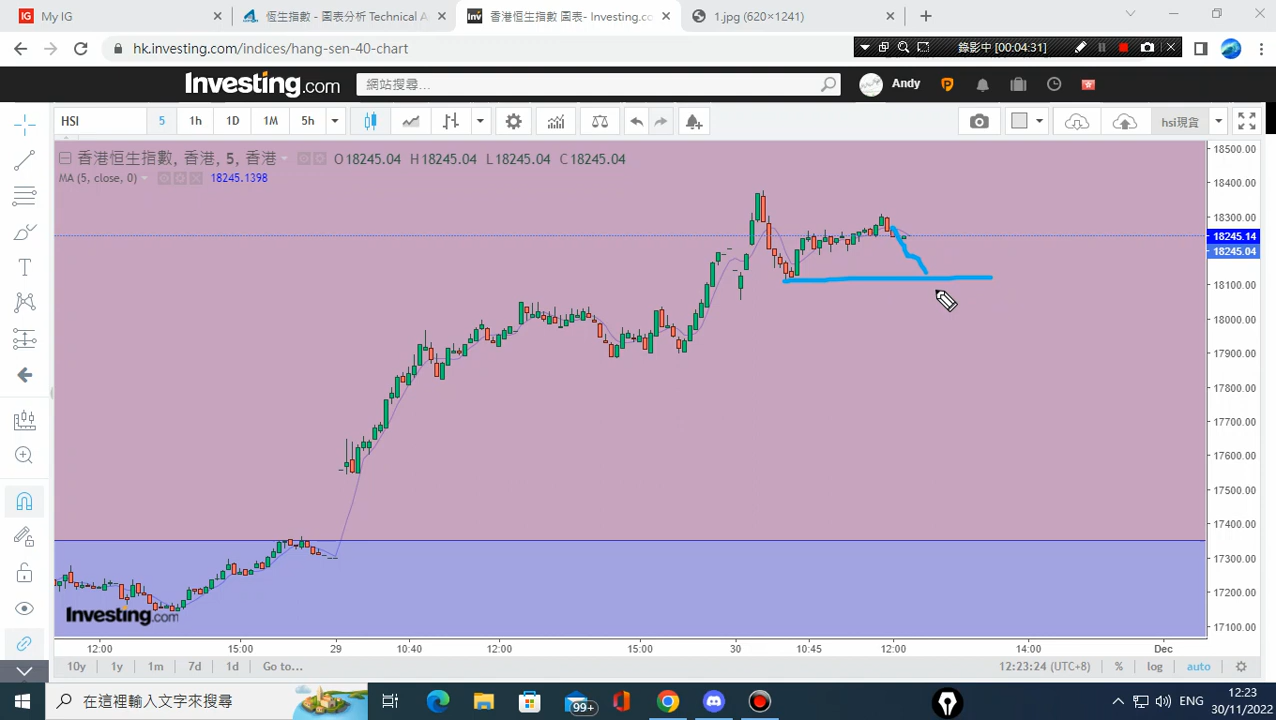 My IG
恆生指數 - 圖表分析 Technical A
香港恒生指數 圖表- Investing.co
1.jpg (620×1241)
hk.investing.com/indices/hang-sen-40-chart
錄影中 [00:04:31]
Investing.com
網站搜尋...
Andy
HSI
5
1h
1D
1M
5h
hsi現貨
香港恒生指數, 香港, 5, 香港
O18245.04 H18245.04 L18245.04 C18245.04
MA (5, close, 0)
18245.1398
18500.00
18400.00
18300.00
18245.14
18245.04
18100.00
18000.00
17900.00
17800.00
17700.00
17600.00
17500.00
17400.00
17300.00
17200.00
17100.00
Investing.com
12:00
15:00
29
10:40
12:00
15:00
30
10:45
12:00
14:00
Dec
10y
1y
1m
7d
1d
Go to...
12:23:24 (UTC+8)
%
log
auto
在這裡輸入文字來搜尋
99+
ENG
12:23
30/11/2022